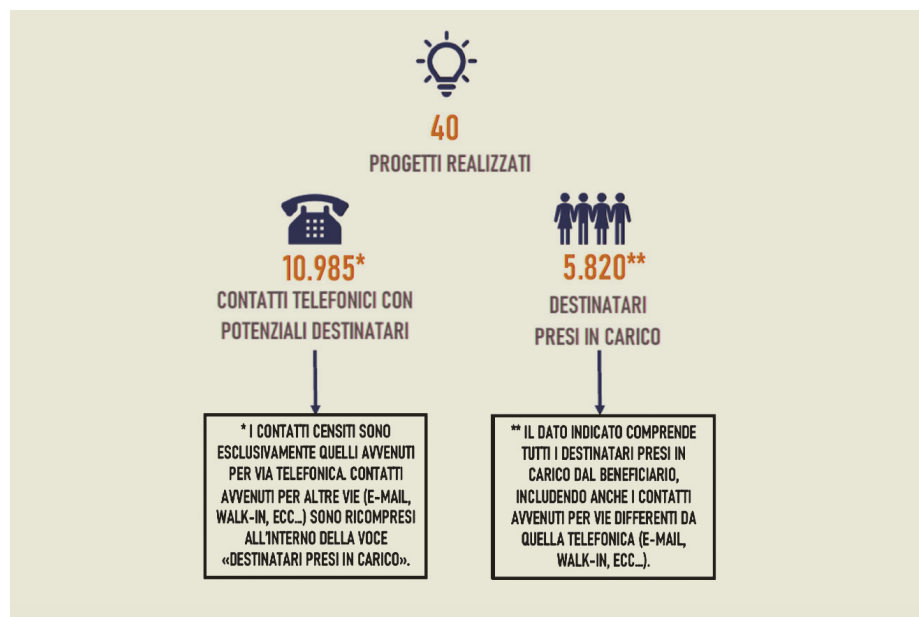 40
PROGETTI REALIZZATI
10.985*
CONTATTI TELEFONICI CON
POTENZIALI DESTINATARI
5.820**
DESTINATARI
PRESI IN CARICO
* I CONTATTI CENSITI SONO
ESCLUSIVAMENTE QUELLI AVVENUTI
PER VIA TELEFONICA. CONTATTI
AVVENUTI PER ALTRE VIE (E-MAIL,
WALK-IN, ECC...) SONO RICOMPRESI
ALL'INTERNO DELLA VOCE
«DESTINATARI PRESI IN CARICO».
** IL DATO INDICATO COMPRENDE
TUTTI I DESTINATARI PRESI IN
CARICO DAL BENEFICIARIO,
INCLUDENDO ANCHE I CONTATTI
AVVENUTI PER VIE DIFFERENTI DA
QUELLA TELEFONICA (E-MAIL,
WALK-IN, ECC...).